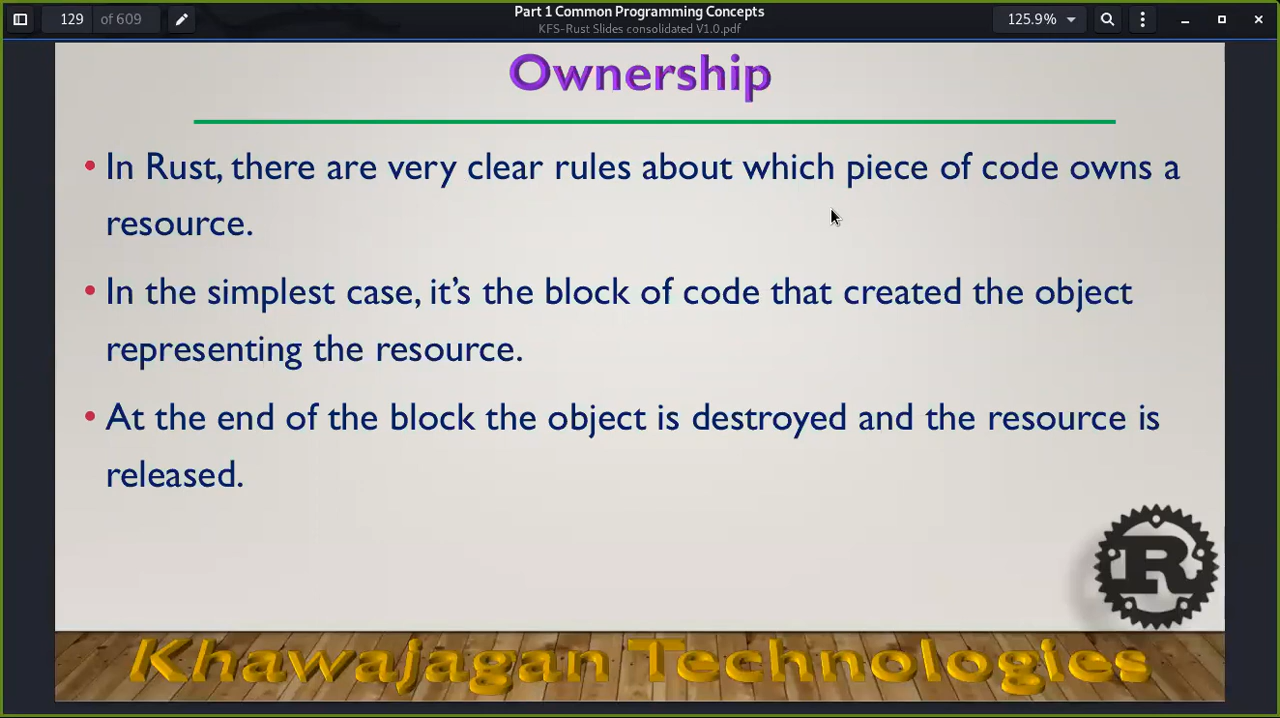 129 of 609
Part 1 Common Programming Concepts
KFS-Rust Slides consolidated V1.0.pdf
125.9%
Ownership
• In Rust, there are very clear rules about which piece of code owns a
resource.
• In the simplest case, it's the block of code that created the object
representing the resource.
• At the end of the block the object is destroyed and the resource is
released.
R
Khawajagan Technologies